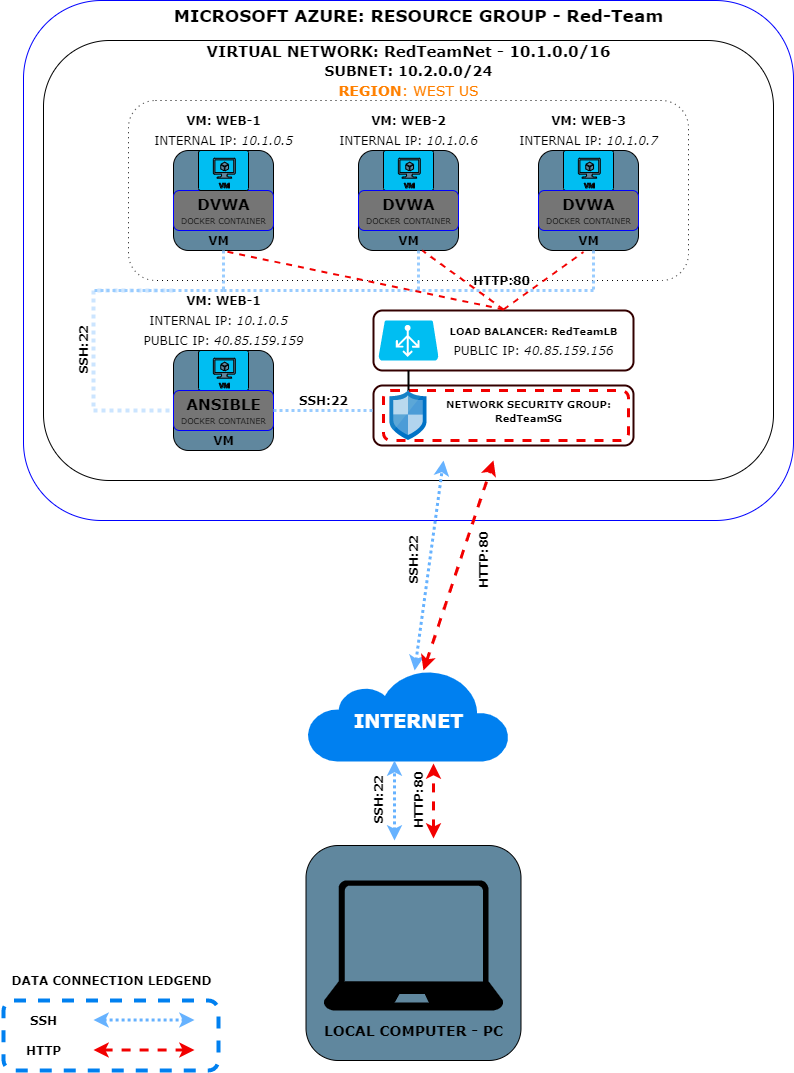 MICROSOFT AZURE: RESOURCE GROUP - Red-Team
VIRTUAL NETWORK: RedTeamNet - 10.1.0.0/16
SUBNET: 10.2.0.0/24
REGION: WEST US
VM: WEB-1
INTERNAL IP: 10.1.0.5
VM
DVWA
DOCKER CONTAINER
VM
VM: WEB-2
INTERNAL IP: 10.1.0.6
VM
DVWA
DOCKER CONTAINER
VM
VM: WEB-3
INTERNAL IP: 10.1.0.7
VM
DVWA
DOCKER CONTAINER
VM
HTTP:80
SSH:22
VM: WEB-1
INTERNAL IP: 10.1.0.5
PUBLIC IP: 40.85.159.159
VM
ANSIBLE
DOCKER CONTAINER
VM
SSH:22
LOAD BALANCER: RedTeamLB
PUBLIC IP: 40.85.159.156
NETWORK SECURITY GROUP:
RedTeamSG
SSH:22
HTTP:80
INTERNET
SSH:22
HTTP:80
LOCAL COMPUTER - PC
DATA CONNECTION LEDGEND
SSH
HTTP